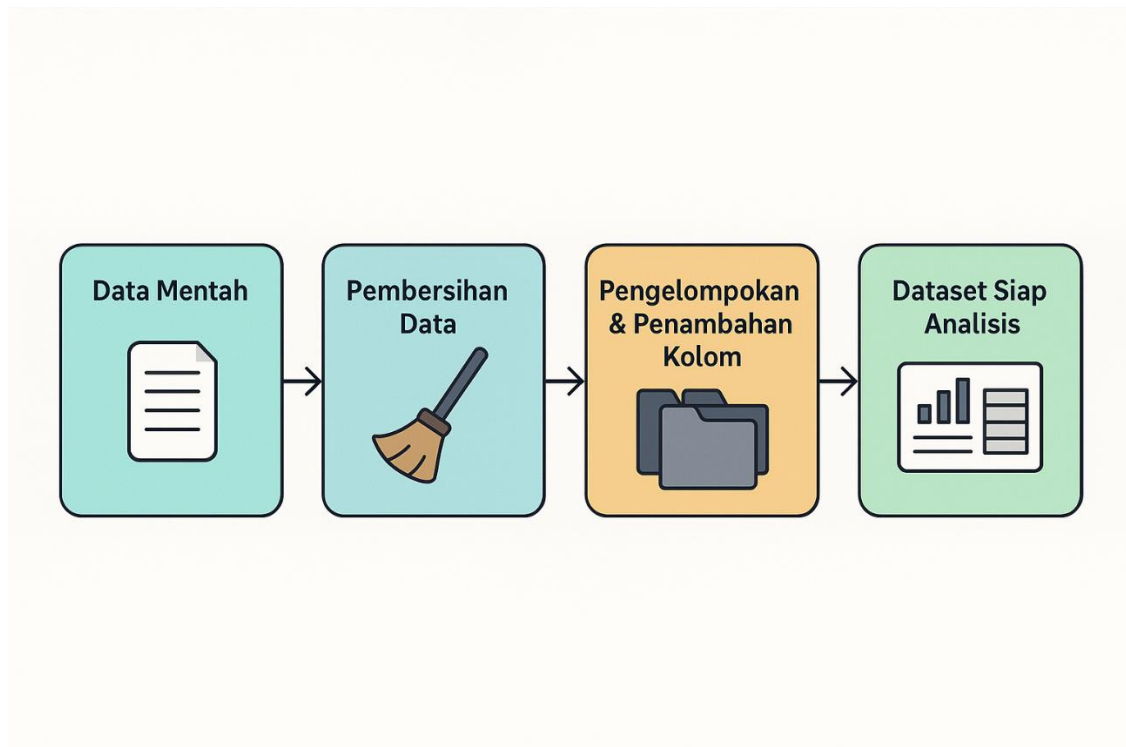 Data Mentah
Pembersihan
Data
Pengelompokan
& Penambahan
Kolom
Dataset Siap
Analisis